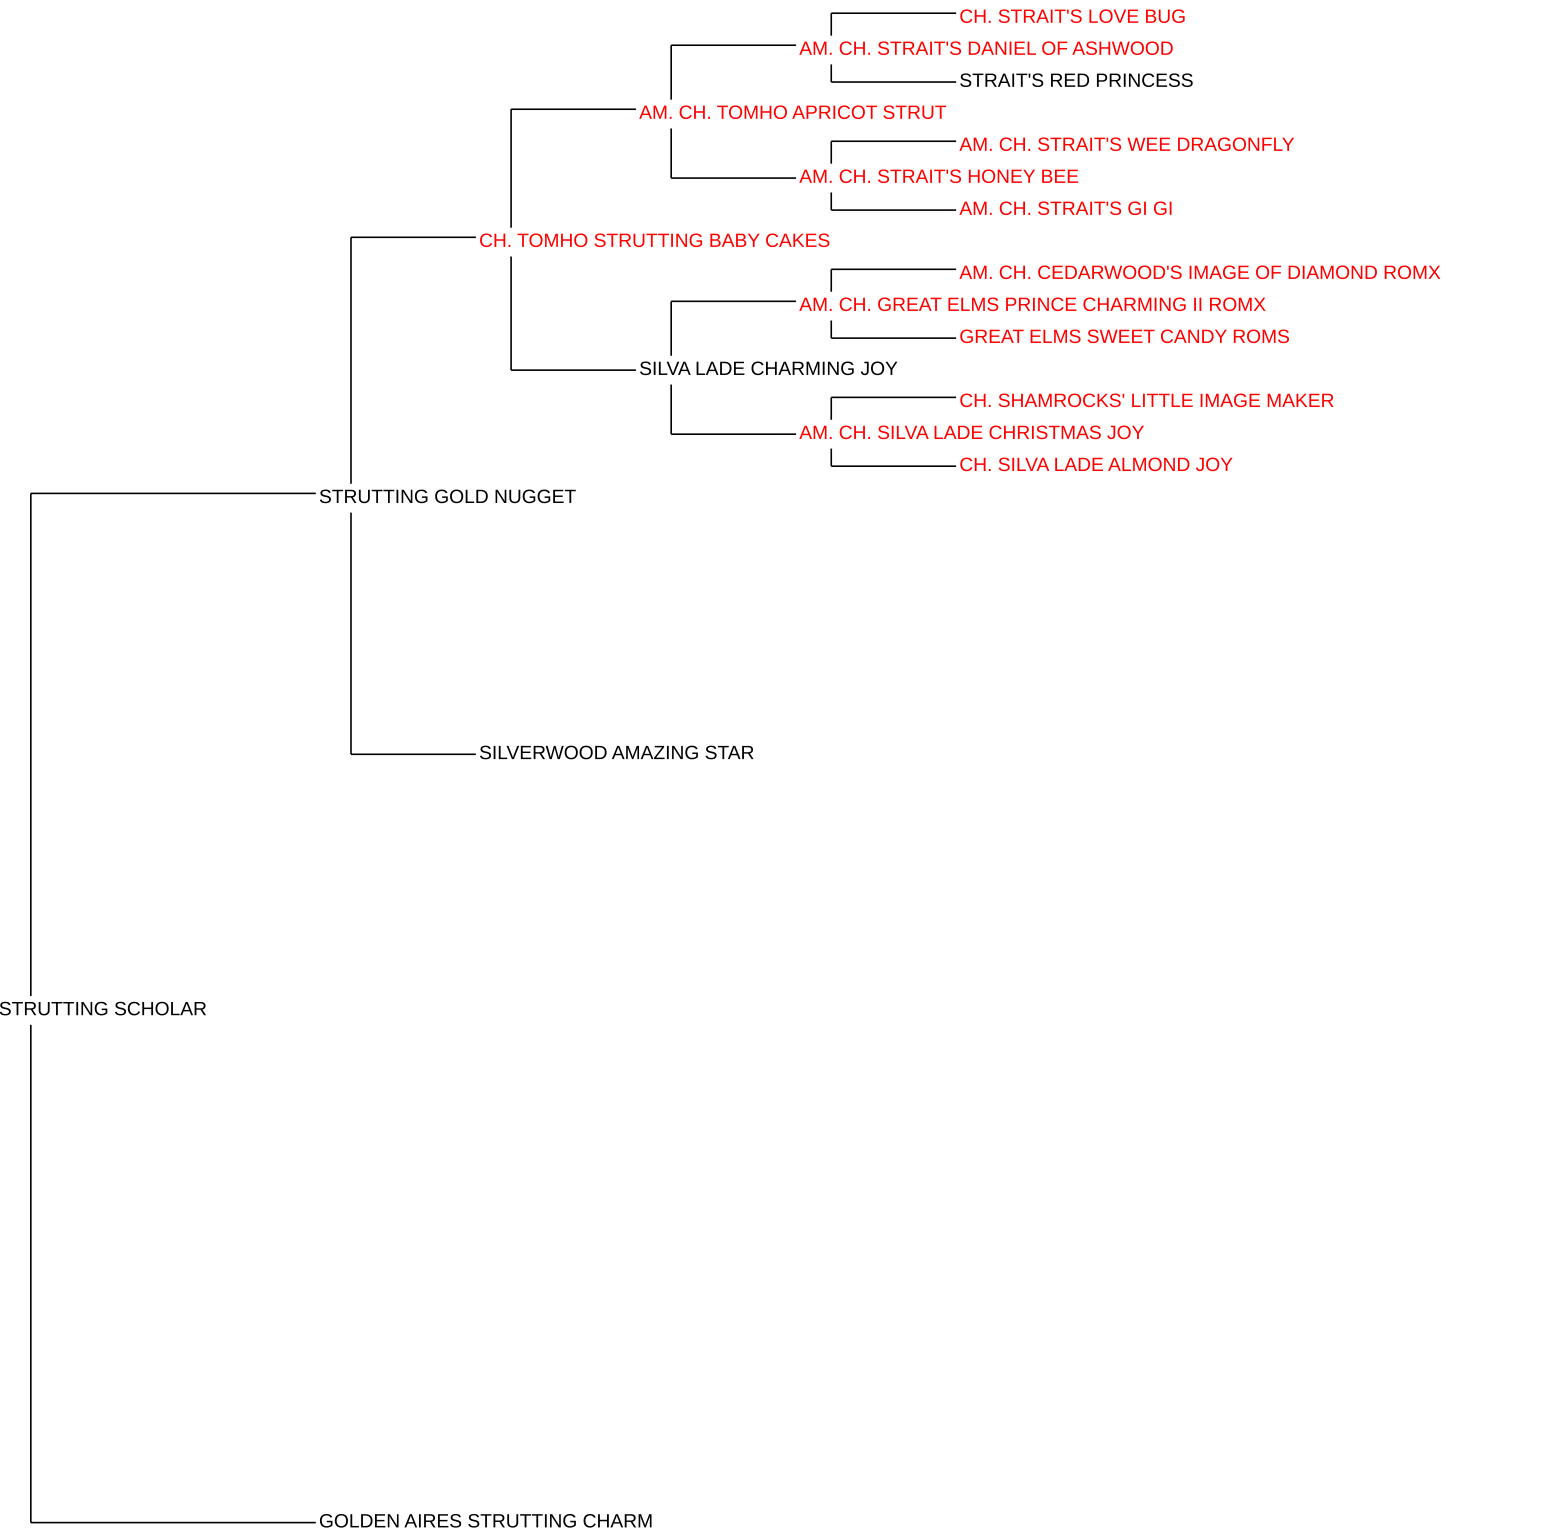 CH. STRAIT'S LOVE BUG
AM. CH. STRAIT'S DANIEL OF ASHWOOD
STRAIT'S RED PRINCESS
AM. CH. TOMHO APRICOT STRUT
AM. CH. STRAIT'S WEE DRAGONFLY
AM. CH. STRAIT'S HONEY BEE
AM. CH. STRAIT'S GI GI
CH. TOMHO STRUTTING BABY CAKES
AM. CH. CEDARWOOD'S IMAGE OF DIAMOND ROMX
AM. CH. GREAT ELMS PRINCE CHARMING II ROMX
GREAT ELMS SWEET CANDY ROMS
SILVA LADE CHARMING JOY
CH. SHAMROCKS' LITTLE IMAGE MAKER
AM. CH. SILVA LADE CHRISTMAS JOY
CH. SILVA LADE ALMOND JOY
STRUTTING GOLD NUGGET
SILVERWOOD AMAZING STAR
STRUTTING SCHOLAR
GOLDEN AIRES STRUTTING CHARM